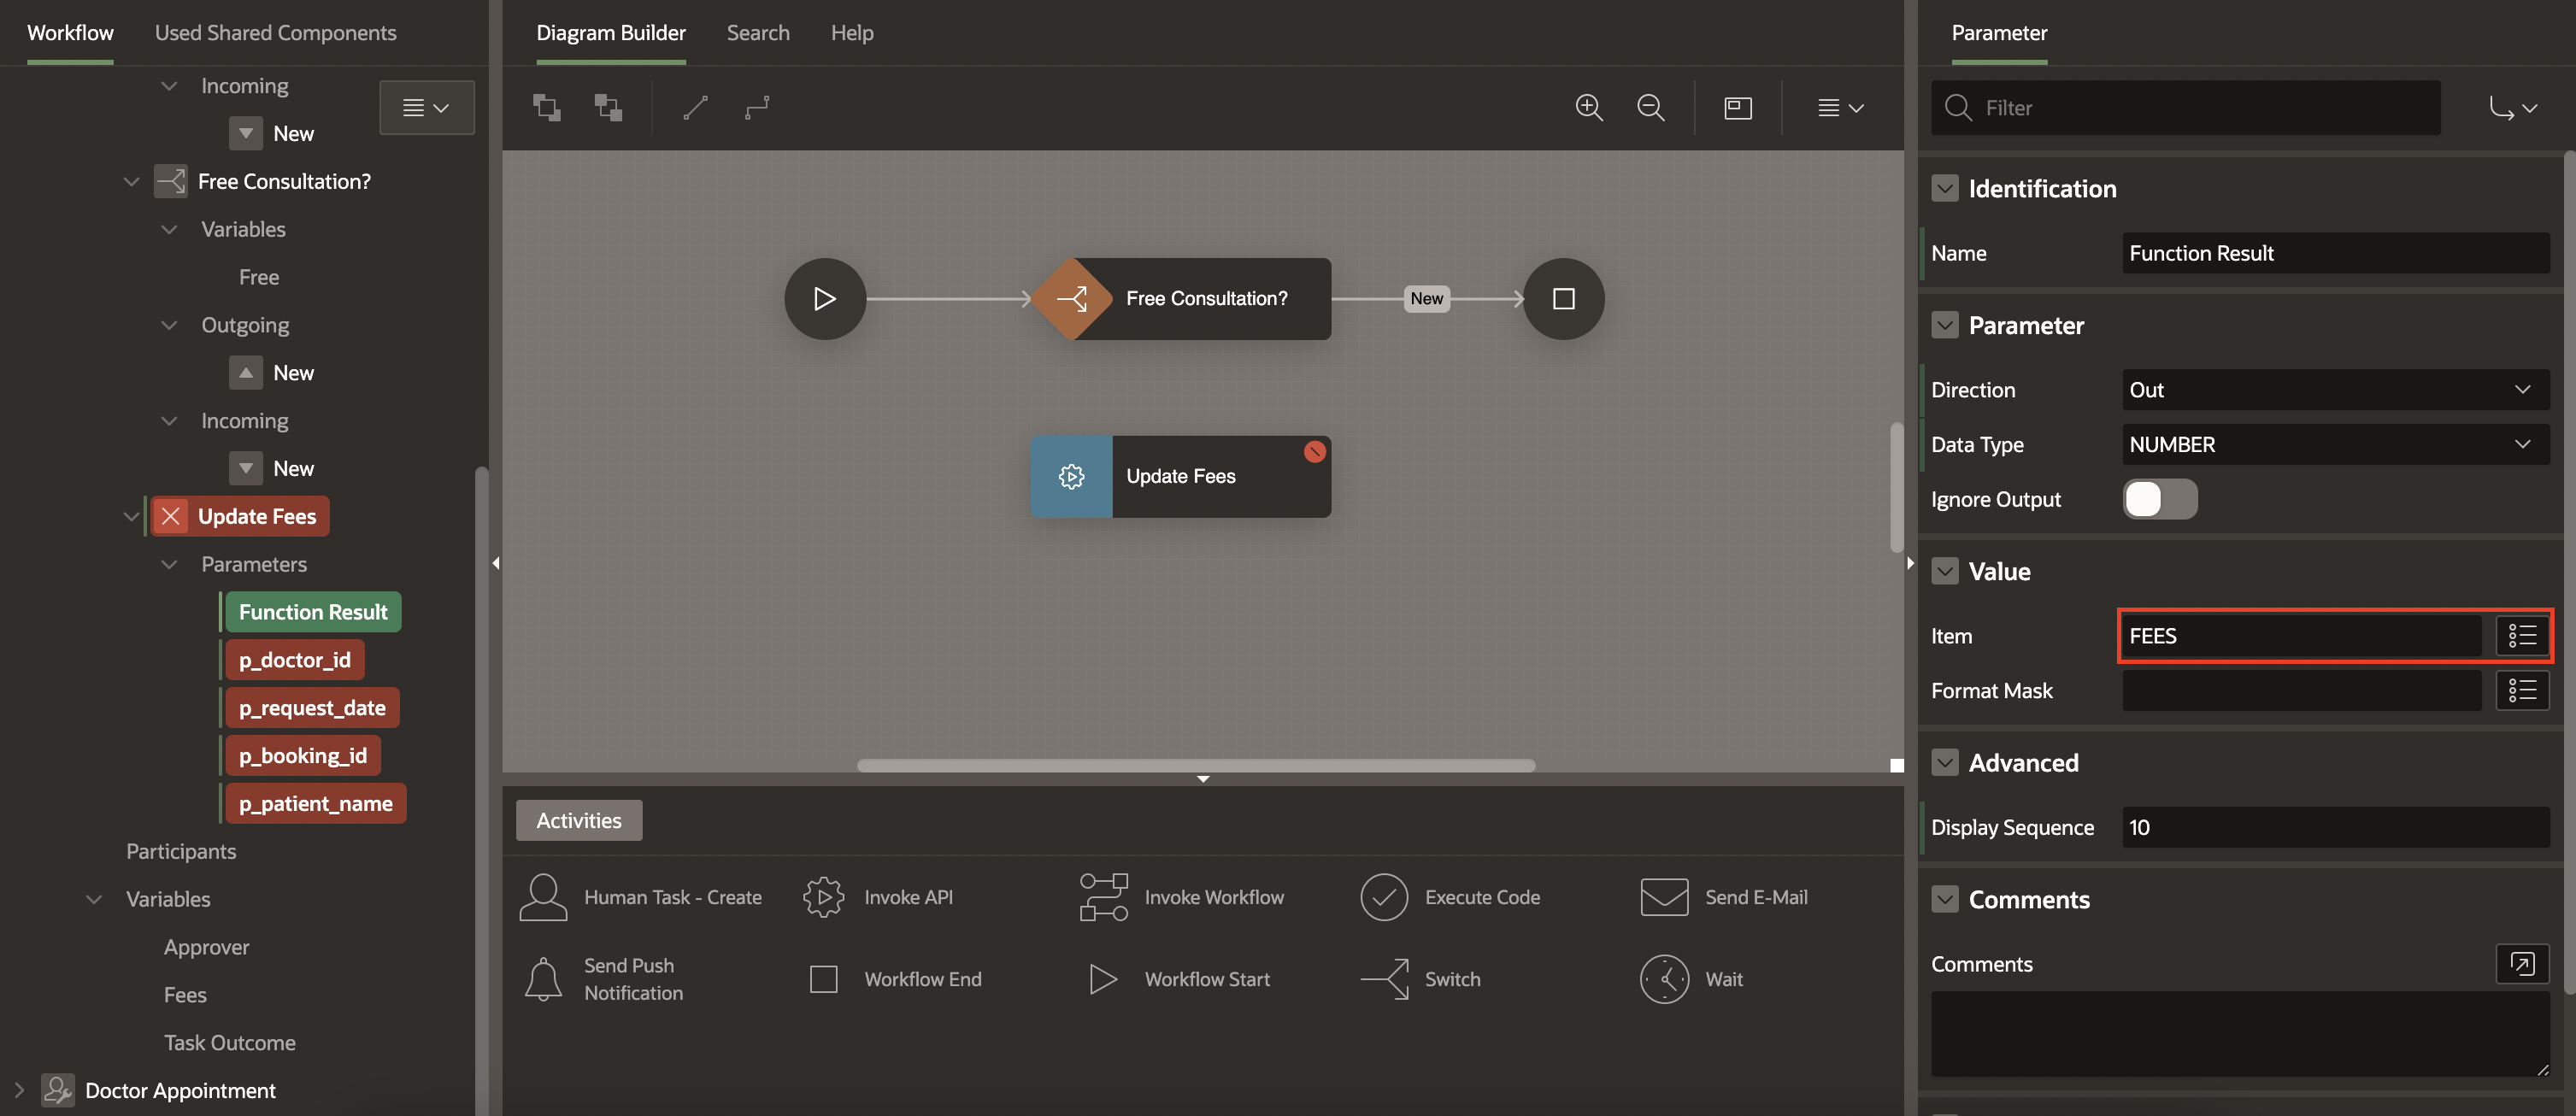 Workflow
Used Shared Components
Incoming
New
Free Consultation?
Variables
Free
Outgoing
New
Incoming
New
Update Fees
Parameters
Function Result
p_doctor_id
p_request_date
p_booking_id
p_patient_name
Participants
Variables
Approver
Fees
Task Outcome
Doctor Appointment
Diagram Builder
Search
Help
Free Consultation?
New
Update Fees
Activities
Human Task - Create
Invoke API
Invoke Workflow
Execute Code
Send E-Mail
Send Push
Notification
Workflow End
Workflow Start
Switch
Wait
Parameter
Filter
Identification
Name
Function Result
Parameter
Direction
Out
Data Type
NUMBER
Ignore Output
Value
Item
FEES
Format Mask
Advanced
Display Sequence
10
Comments
Comments